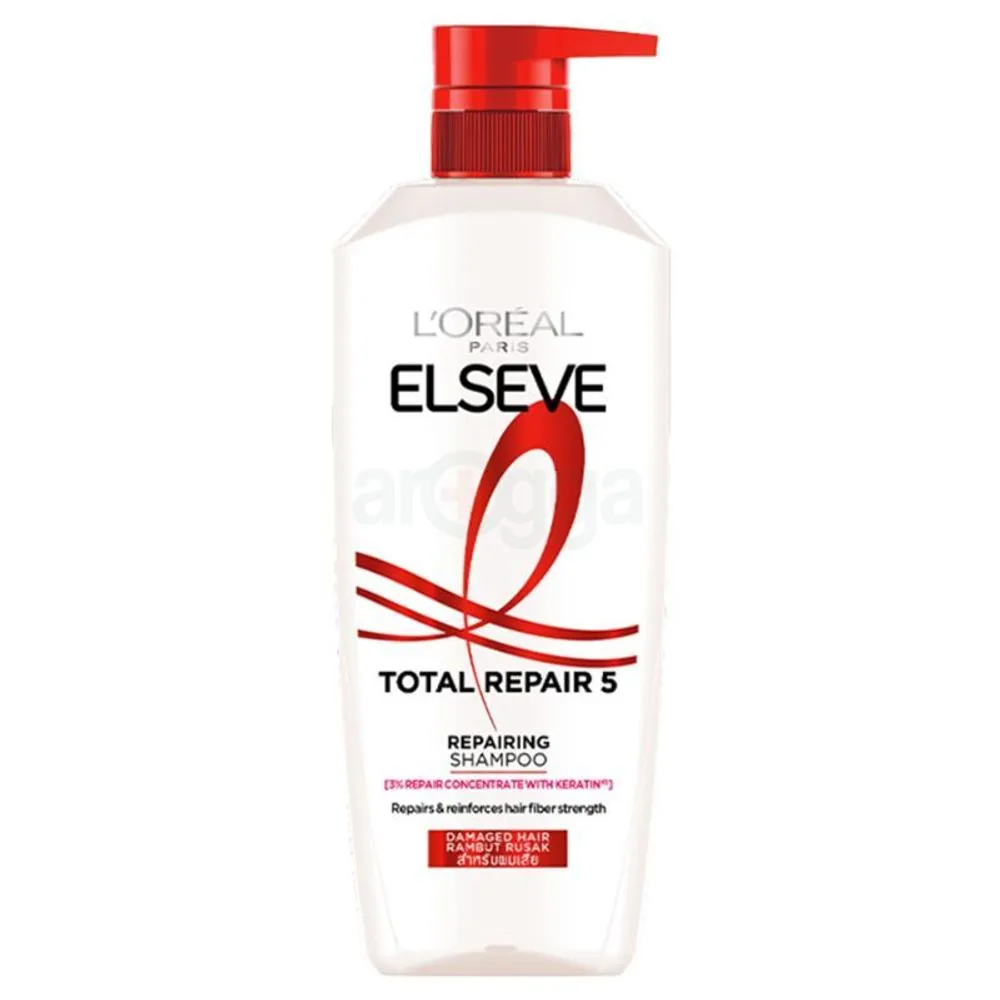 L'ORÉAL
PARIS
ELSEVE
arogga
TOTAL REPAIR 5
REPAIRING
SHAMPOO
[3% REPAIR CONCENTRATE WITH KERATIN]
Repairs & reinforces hair fiber strength
DAMAGED HAIR
RAMBUT RUSAK
สำหรับผมเสีย